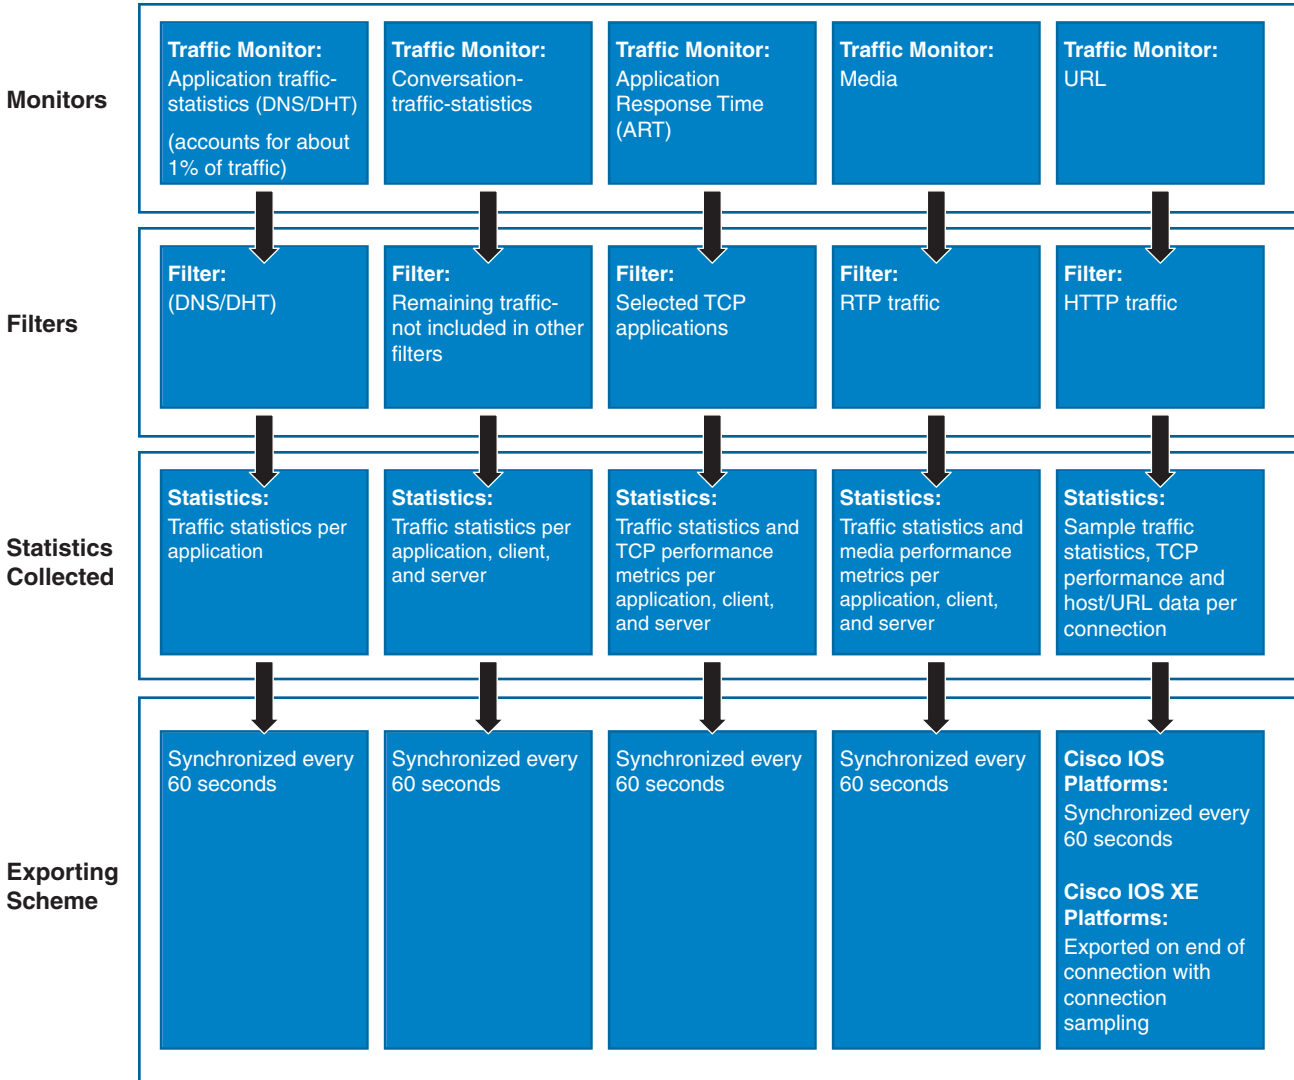 Monitors
Traffic Monitor:
Application traffic-
statistics (DNS/DHT)
(accounts for about
1% of traffic)
Traffic Monitor:
Conversation-
traffic-statistics
Traffic Monitor:
Application
Response Time
(ART)
Traffic Monitor:
Media
Traffic Monitor:
URL
Filters
Filter:
(DNS/DHT)
Filter:
Remaining traffic-
not included in other
filters
Filter:
Selected TCP
applications
Filter:
RTP traffic
Filter:
HTTP traffic
Statistics
Collected
Statistics:
Traffic statistics per
application
Statistics:
Traffic statistics per
application, client,
and server
Statistics:
Traffic statistics and
TCP performance
metrics per
application, client,
and server
Statistics:
Traffic statistics and
media performance
metrics per
application, client,
and server
Statistics:
Sample traffic
statistics, TCP
performance and
host/URL data per
connection
Exporting
Scheme
Synchronized every
60 seconds
Synchronized every
60 seconds
Synchronized every
60 seconds
Synchronized every
60 seconds
Cisco IOS
Platforms:
Synchronized every
60 seconds
Cisco IOS XE
Platforms:
Exported on end of
connection with
connection
sampling